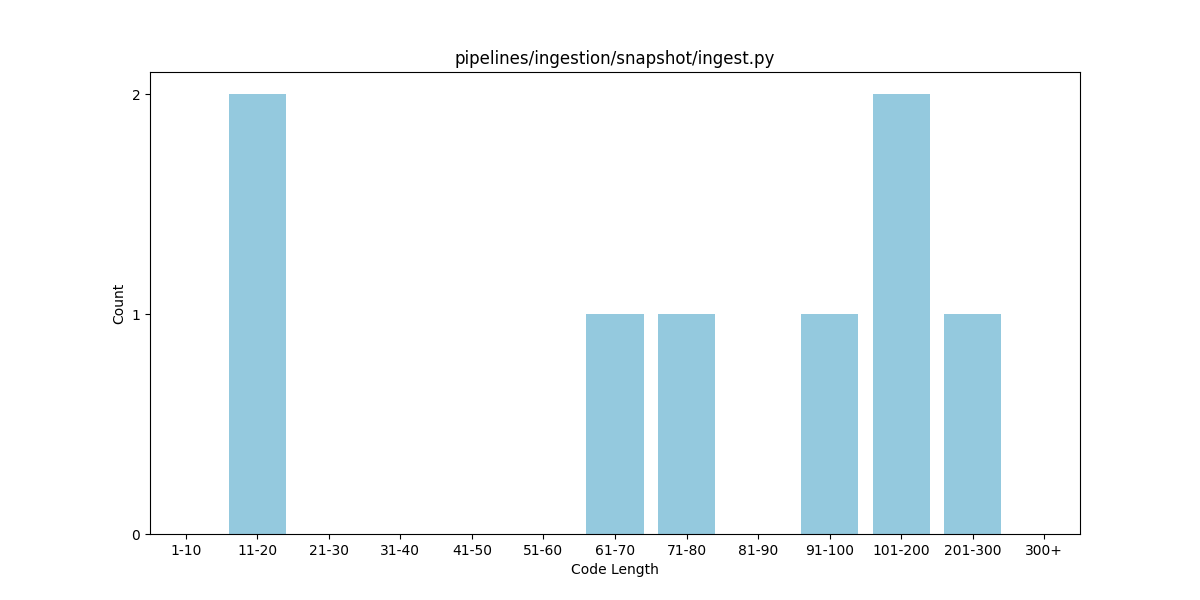 pipelines/ingestion/snapshot/ingest.py
2
1
0
Count
1-10 11-20 21-30 31-40 41-50 51-60 61-70 71-80 81-90 91-100 101-200 201-300 300+
Code Length